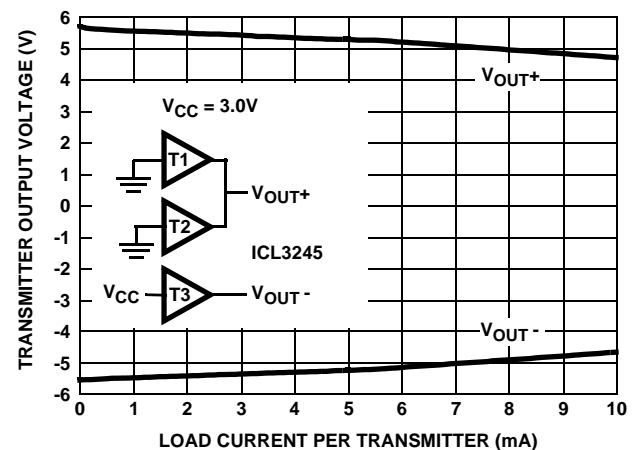 TRANSMITTER OUTPUT VOLTAGE (V)
6
5
4
3
2
1
0
-1
-2
-3
-4
-5
-6
VOUT+
VCC = 3.0V
T1
VOUT+
T2
ICL3245
VCC
T3
VOUT -
VOUT -
0
1
2
3
4
5
6
7
8
9
10
LOAD CURRENT PER TRANSMITTER (mA)